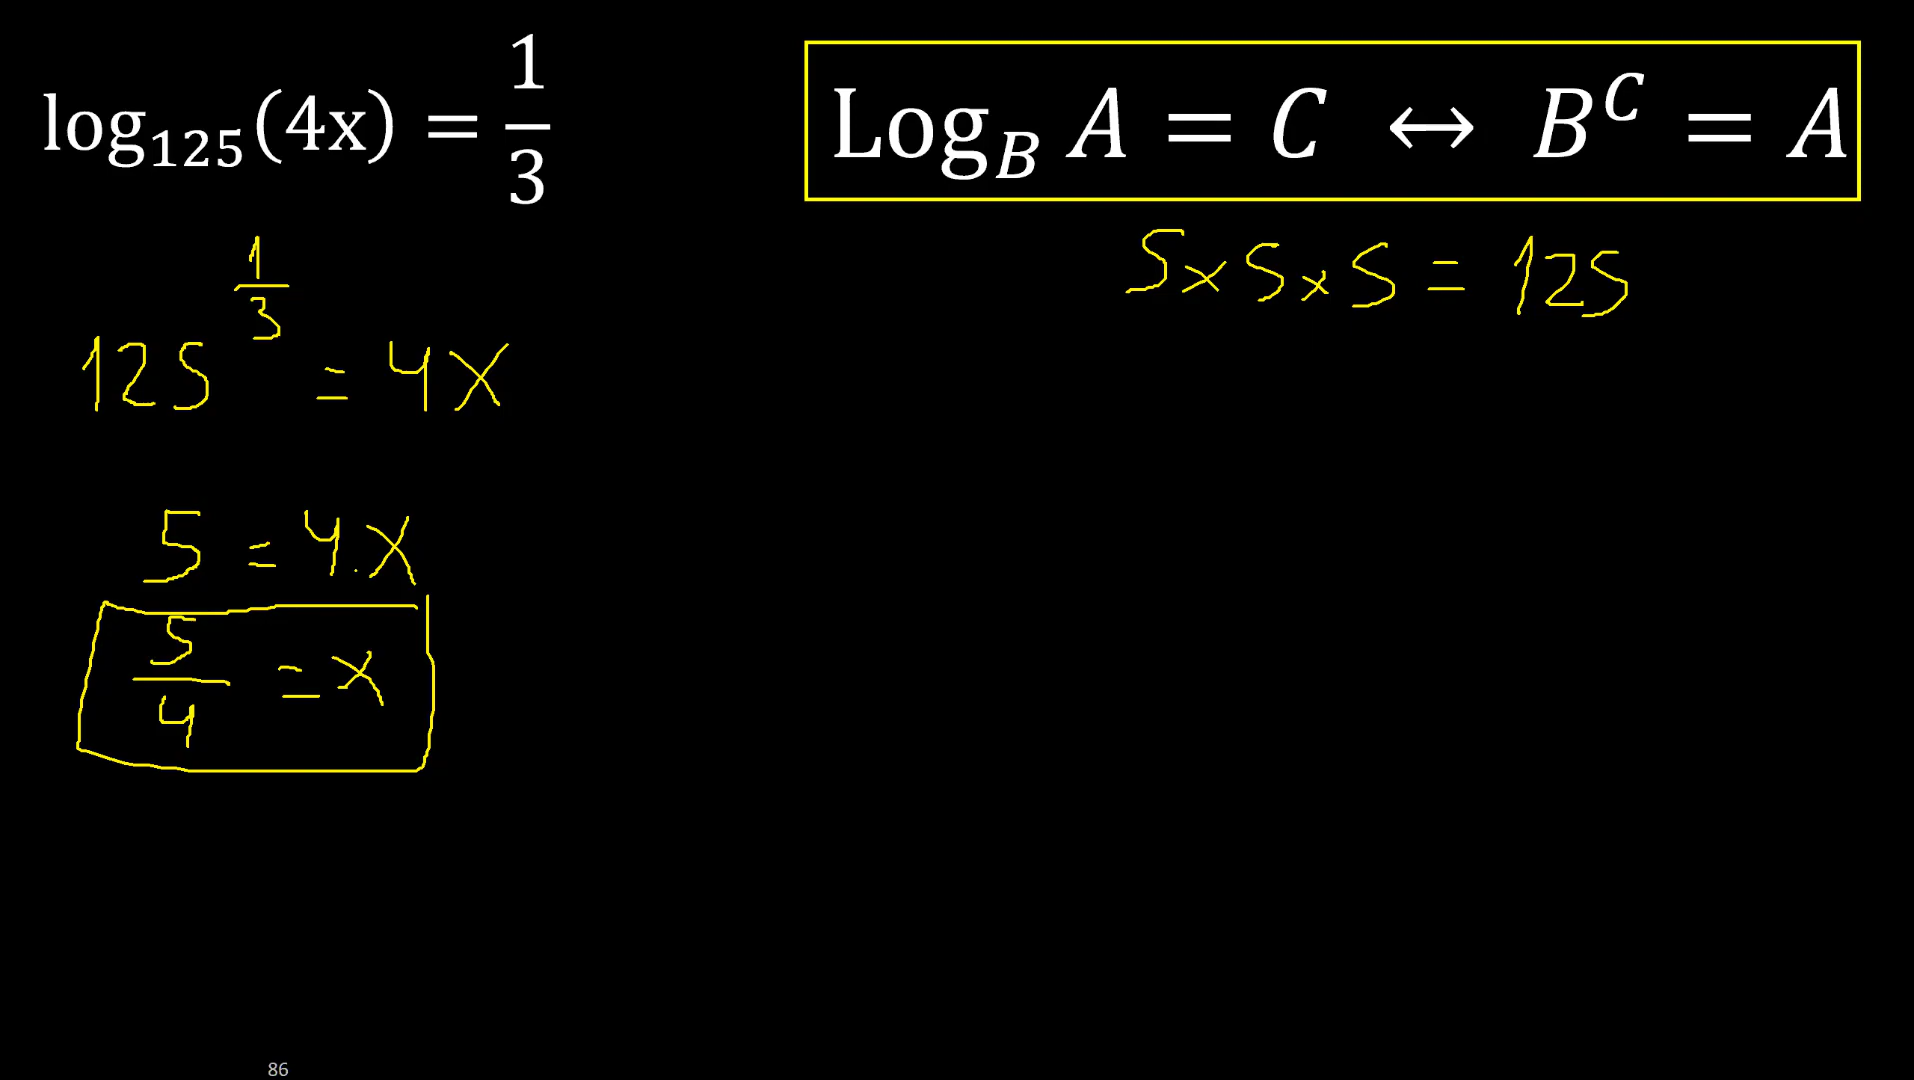 log₁₂₅(4x) = 1/3
Log_B A = C ↔ B^C = A
5 x 5 x 5 = 125
125^(1/3) = 4x
5 = 4.x
5/4 = x
86